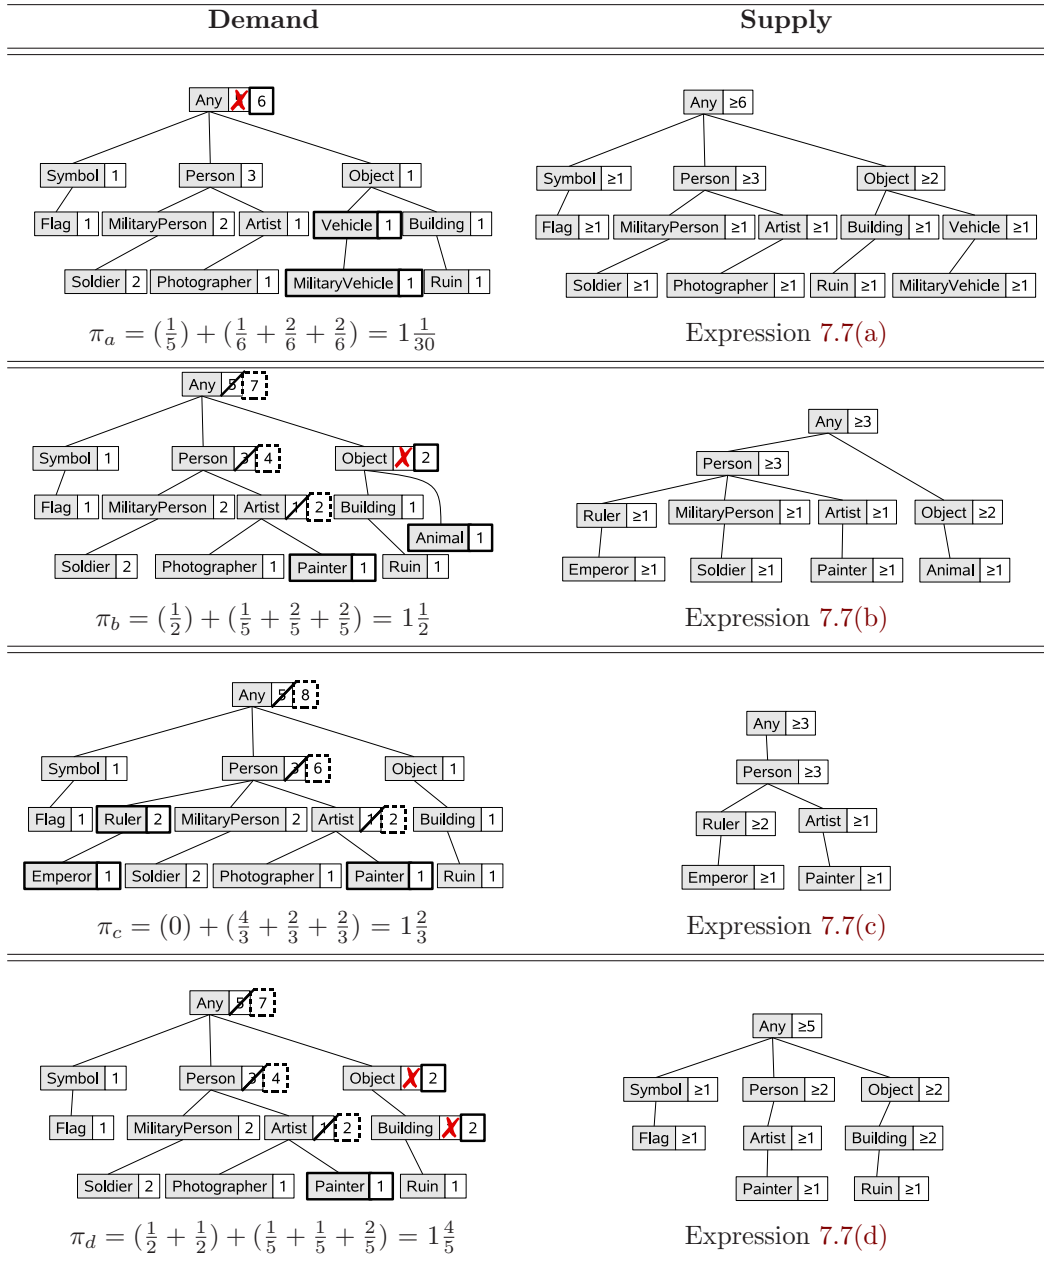 Demand Supply
Any 6 Any ≥6
Symbol 1 Person 3 Object 1 Symbol ≥1 Person ≥3 Object ≥2
Flag 1 MilitaryPerson 2 Artist 1 Vehicle 1 Building 1 Flag ≥1 MilitaryPerson ≥1 Artist ≥1 Building ≥1 Vehicle ≥1
Soldier 2 Photographer 1 MilitaryVehicle 1 Ruin 1 Soldier ≥1 Photographer ≥1 Ruin ≥1 MilitaryVehicle ≥1
π_a = (1/5) + (1/6 + 2/6 + 2/6) = 1 1/30 Expression 7.7(a)
Any 5 7 Any ≥3
Symbol 1 Person 3 4 Object 2 Person ≥3
Flag 1 MilitaryPerson 2 Artist 1 2 Building 1 Animal 1 Ruler ≥1 MilitaryPerson ≥1 Artist ≥1 Object ≥2
Soldier 2 Photographer 1 Painter 1 Ruin 1 Emperor ≥1 Soldier ≥1 Painter ≥1 Animal ≥1
π_b = (1/2) + (1/5 + 2/5 + 2/5) = 1 1/2 Expression 7.7(b)
Any 5 8 Any ≥3
Symbol 1 Person 3 6 Object 1 Person ≥3
Flag 1 Ruler 2 MilitaryPerson 2 Artist 1 2 Building 1 Ruler ≥2 Artist ≥1
Emperor 1 Soldier 2 Photographer 1 Painter 1 Ruin 1 Emperor ≥1 Painter ≥1
π_c = (0) + (4/3 + 2/3 + 2/3) = 1 2/3 Expression 7.7(c)
Any 5 7 Any ≥5
Symbol 1 Person 3 4 Object 2 Symbol ≥1 Person ≥2 Object ≥2
Flag 1 MilitaryPerson 2 Artist 1 2 Building 2 Flag ≥1 Artist ≥1 Building ≥2
Soldier 2 Photographer 1 Painter 1 Ruin 1 Painter ≥1 Ruin ≥1
π_d = (1/2 + 1/2) + (1/5 + 1/5 + 2/5) = 1 4/5 Expression 7.7(d)